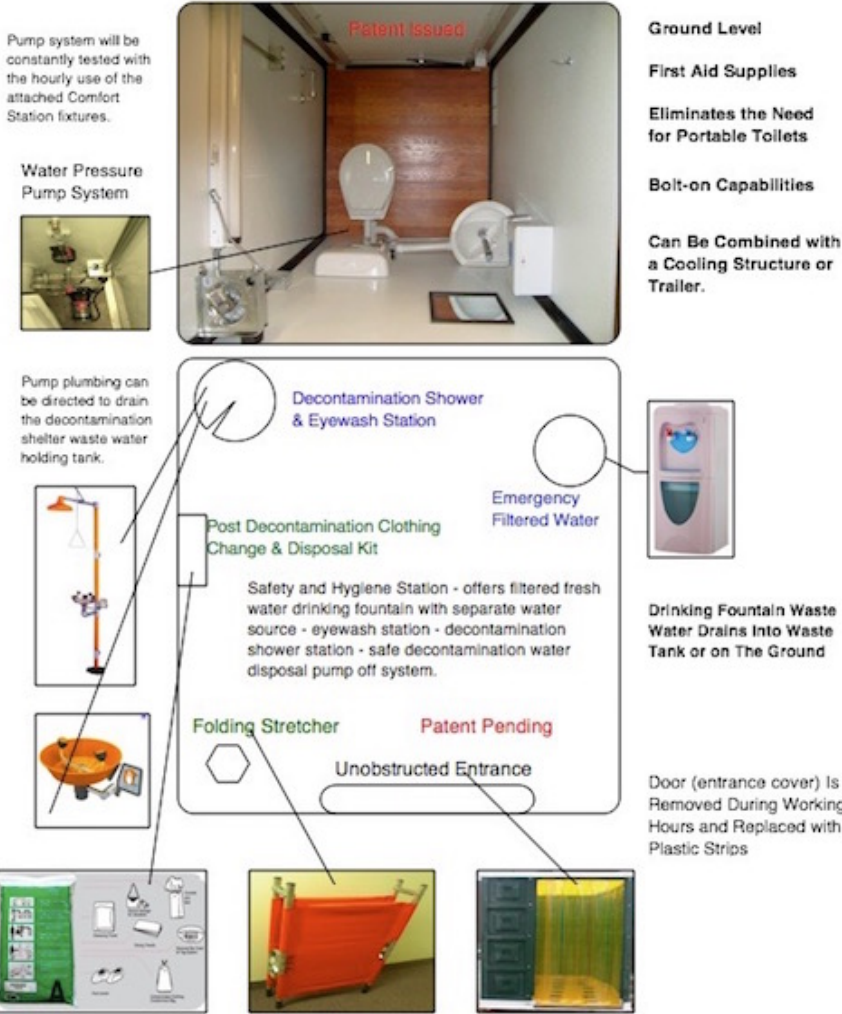 Patent Issued
Pump system will be
constantly tested with
the hourly use of the
attached Comfort
Station fixtures.
Water Pressure
Pump System
Ground Level
First Aid Supplies
Eliminates the Need
for Portable Toilets
Bolt-on Capabilities
Can Be Combined with
a Cooling Structure or
Trailer.
Pump plumbing can
be directed to drain
the decontamination
shelter waste water
holding tank.
Decontamination Shower
& Eyewash Station
Emergency
Filtered Water
Post Decontamination Clothing
Change & Disposal Kit
Safety and Hygiene Station - offers filtered fresh
water drinking fountain with separate water
source - eyewash station - decontamination
shower station - safe decontamination water
disposal pump off system.
Drinking Fountain Waste
Water Drains Into Waste
Tank or on The Ground
Folding Stretcher
Patent Pending
Unobstructed Entrance
Door (entrance cover) Is
Removed During Working
Hours and Replaced with
Plastic Strips
A